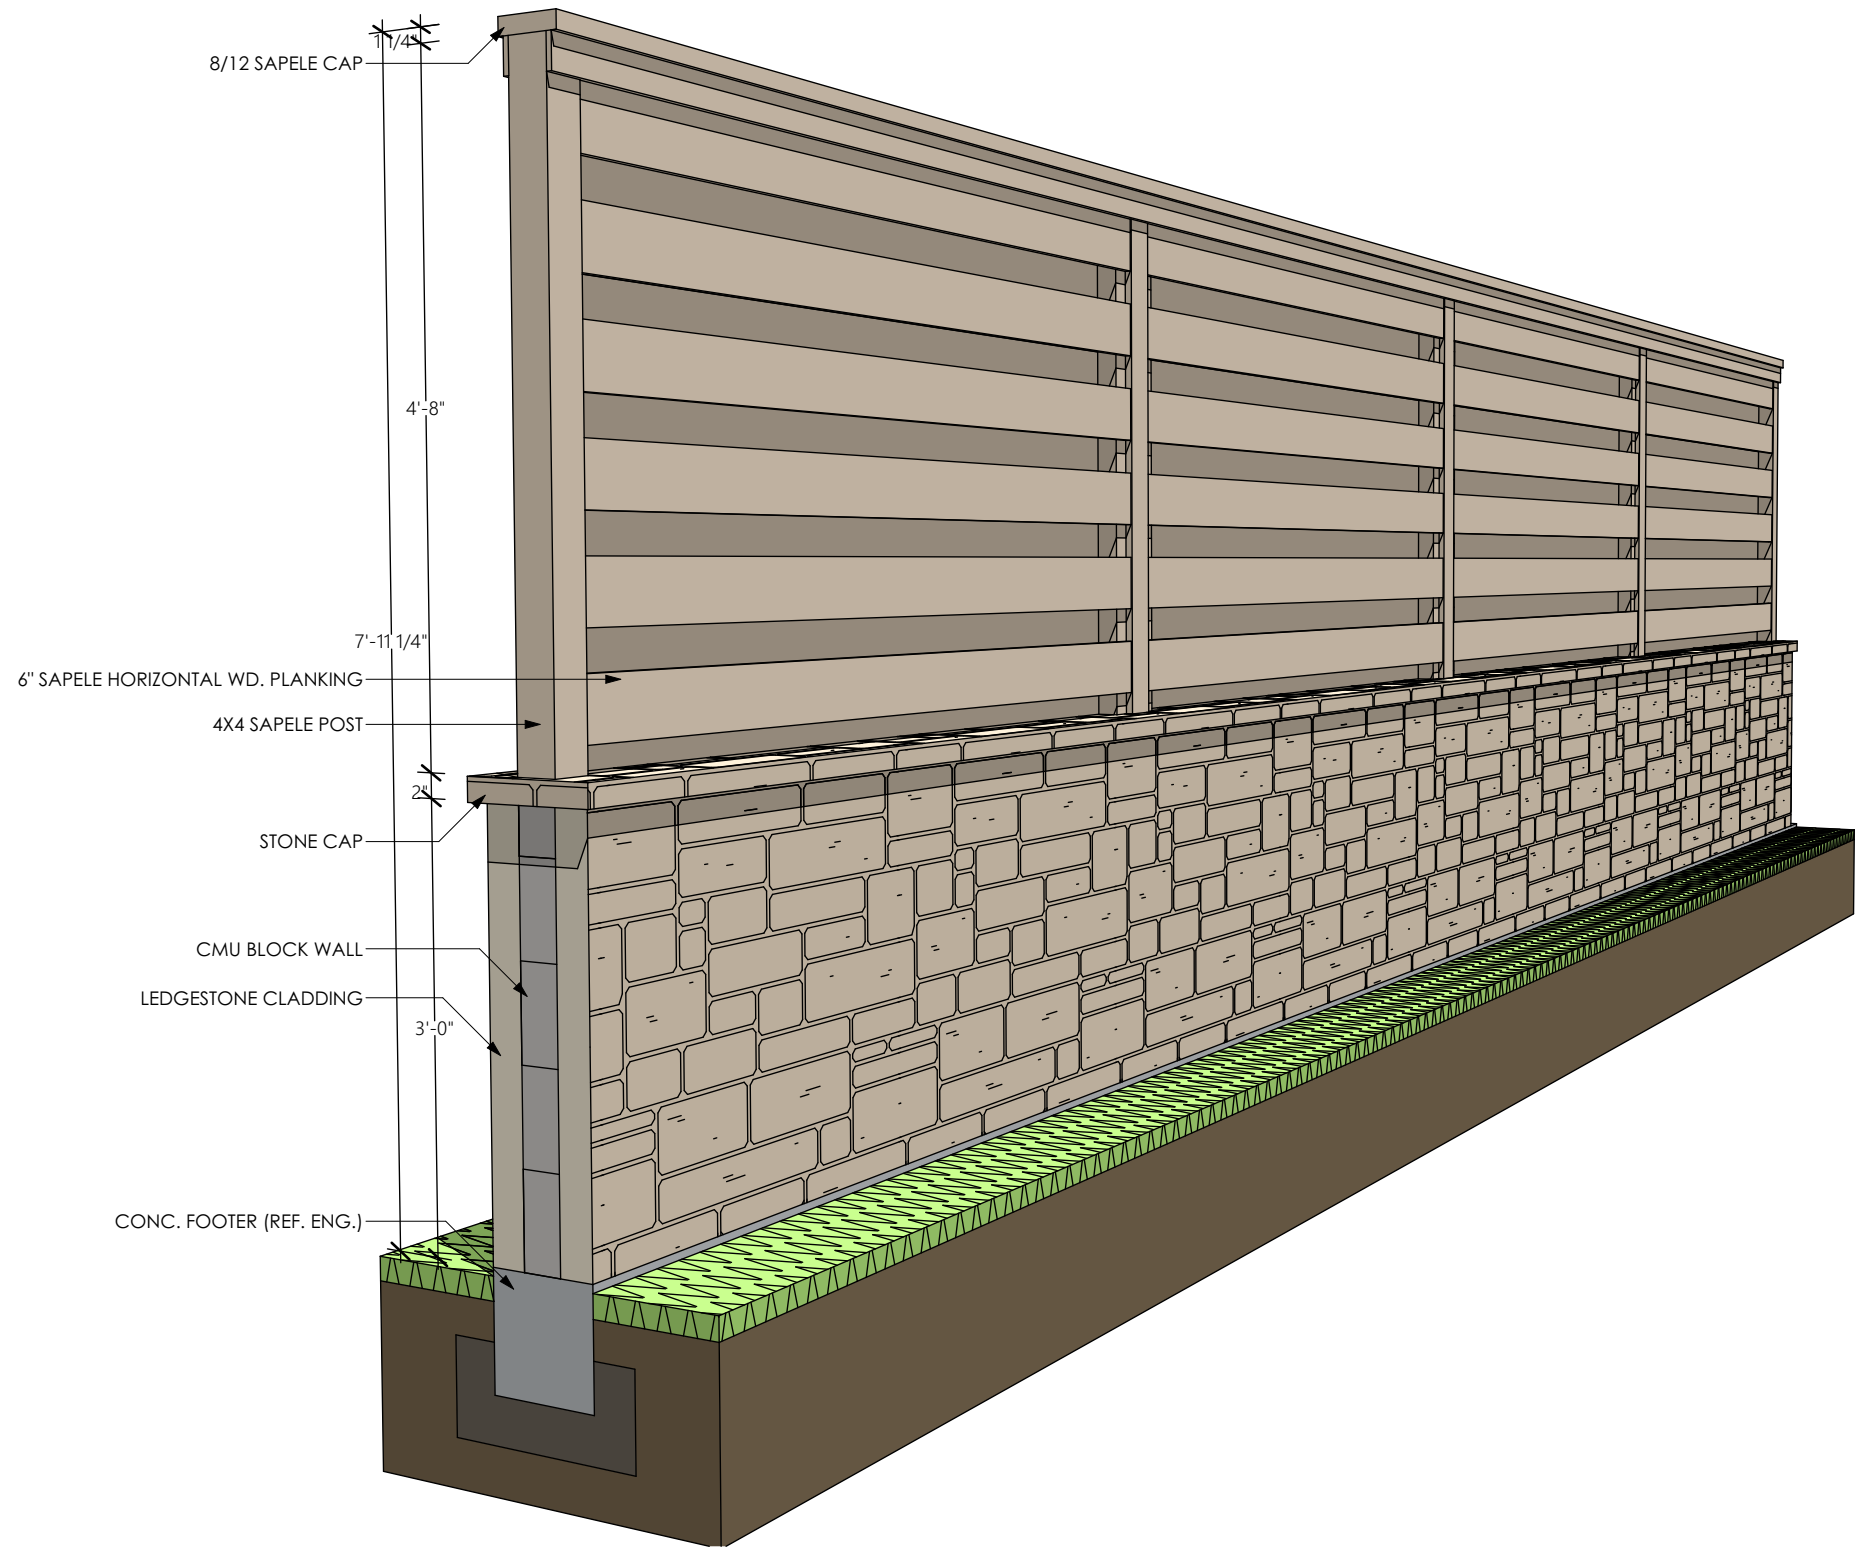 1 1/4"
8/12 SAPELE CAP
4'-8"
7'-11 1/4"
6" SAPELE HORIZONTAL WD. PLANKING
4X4 SAPELE POST
2"
STONE CAP
CMU BLOCK WALL
LEDGESTONE CLADDING
3'-0"
CONC. FOOTER (REF. ENG.)